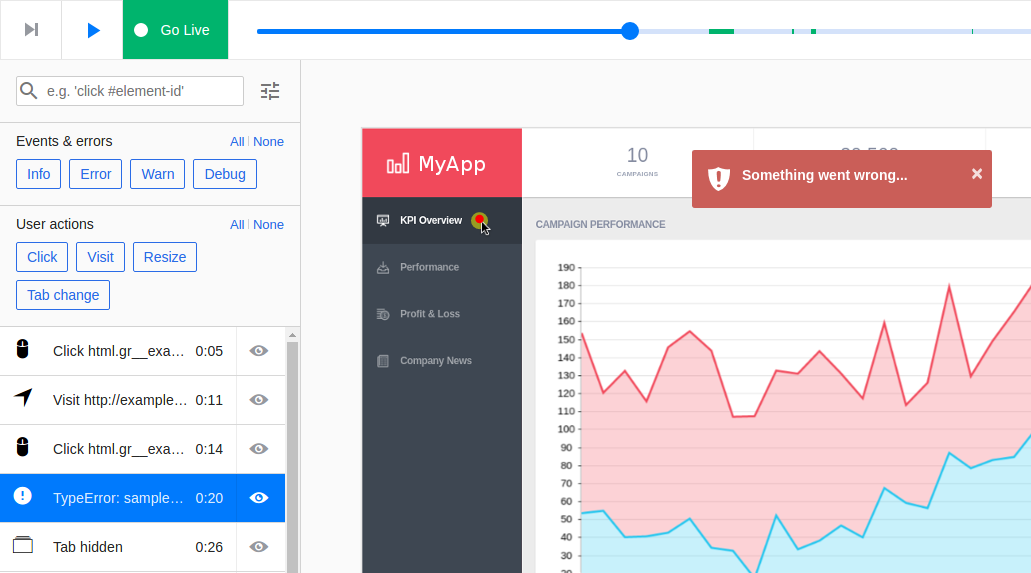 Go Live
e.g. 'click #element-id'
Events & errors
All
None
Info
Error
Warn
Debug
User actions
All
None
Click
Visit
Resize
Tab change
Click html.gr__exa… 0:05
Visit http://example… 0:11
Click html.gr__exa… 0:14
TypeError: sample… 0:20
Tab hidden 0:26
MyApp
10
CAMPAIGNS
Something went wrong...
KPI Overview
Performance
Profit & Loss
Company News
CAMPAIGN PERFORMANCE
190
180
170
160
150
140
130
120
110
100
90
80
70
60
50
40
30
20